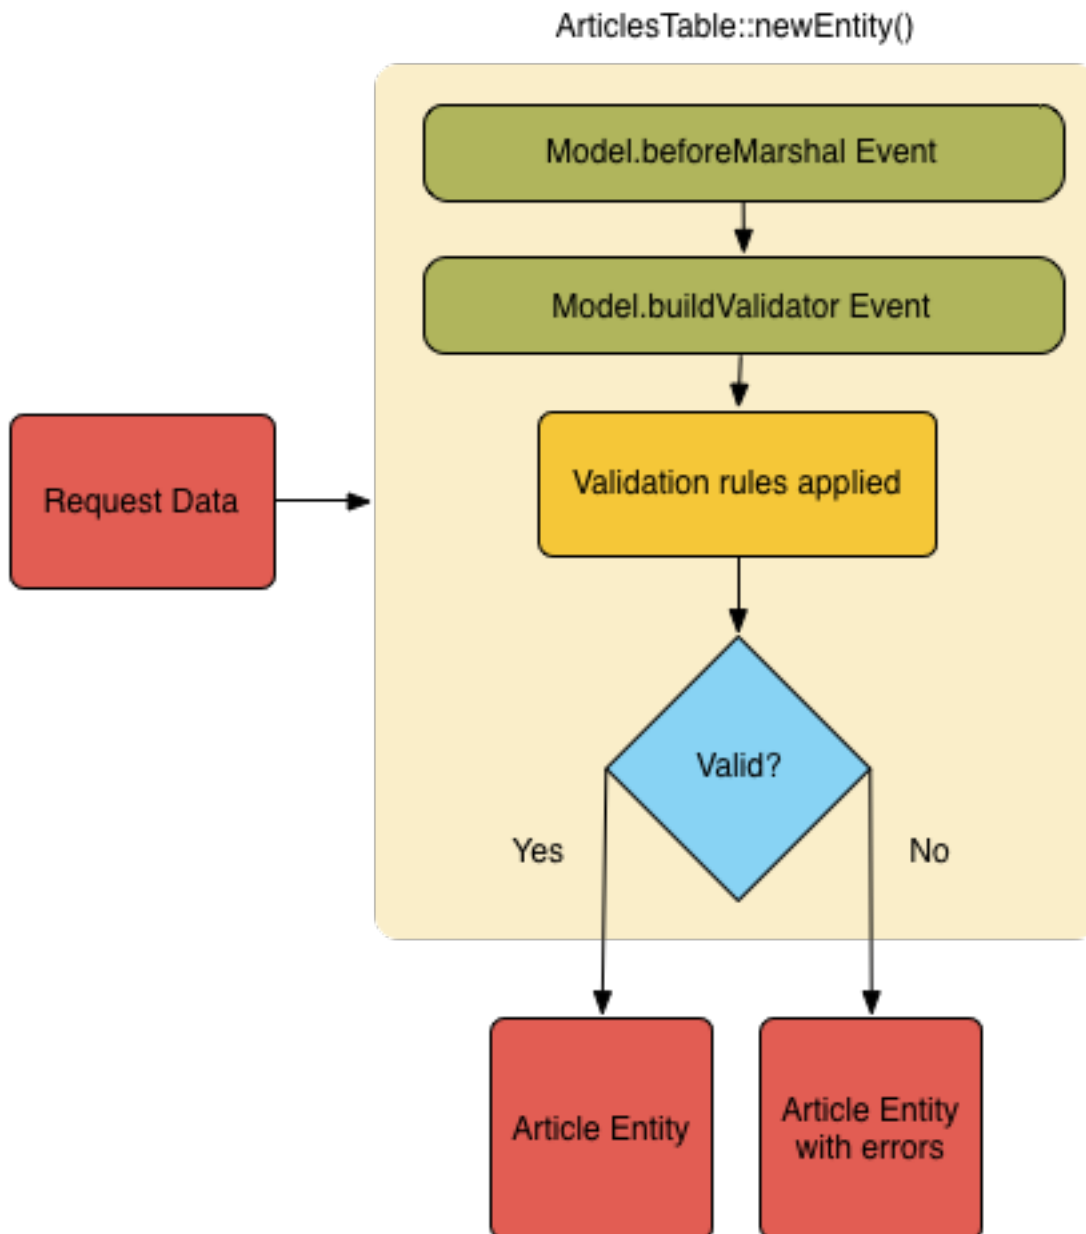 ArticlesTable::newEntity()
Model.beforeMarshal Event
Model.buildValidator Event
Validation rules applied
Request Data
Valid?
Yes
No
Article Entity
Article Entity
with errors